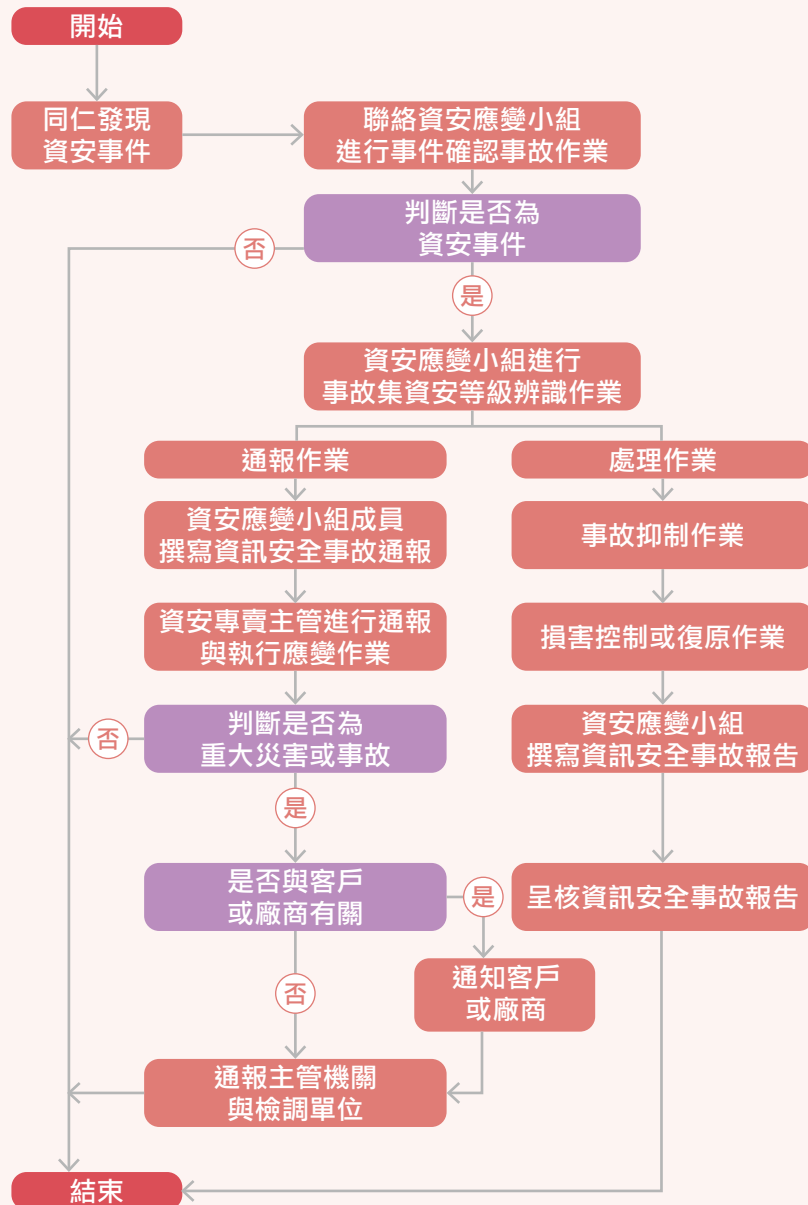 開始
同仁發現
資安事件
聯絡資安應變小組
進行事件確認事故作業
判斷是否為
資安事件
否
是
資安應變小組進行
事故集資安等級辨識作業
通報作業
處理作業
資安應變小組成員
撰寫資訊安全事故通報
事故抑制作業
資安專賣主管進行通報
與執行應變作業
損害控制或復原作業
判斷是否為
重大災害或事故
否
資安應變小組
撰寫資訊安全事故報告
是
是否與客戶
或廠商有關
是
呈核資訊安全事故報告
通知客戶
或廠商
否
通報主管機關
與檢調單位
結束